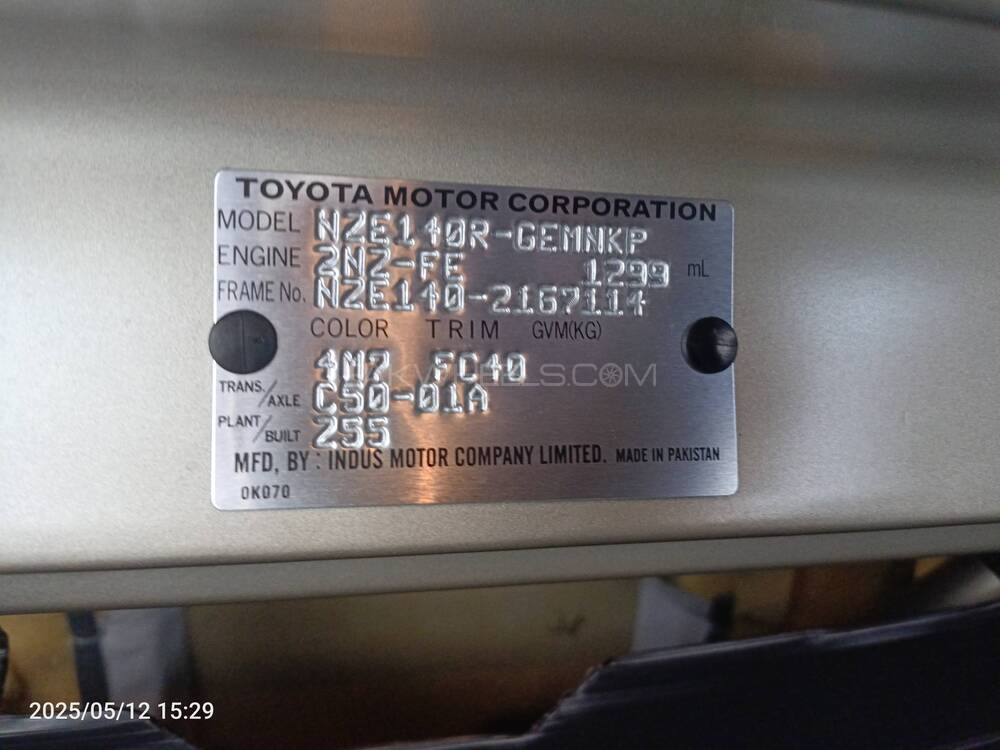 TOYOTA MOTOR CORPORATION
MODEL NZE140R-GEMNKP
ENGINE 2NZ-FE 1299 mL
FRAME No. NZE140-2167114
COLOR TRIM GVM(KG)
4M7 FC40
TRANS./AXLE C50-01A
PLANT/BUILT 255
MFD, BY : INDUS MOTOR COMPANY LIMITED. MADE IN PAKISTAN
0K070
PKWHEELS.COM
2025/05/12 15:29